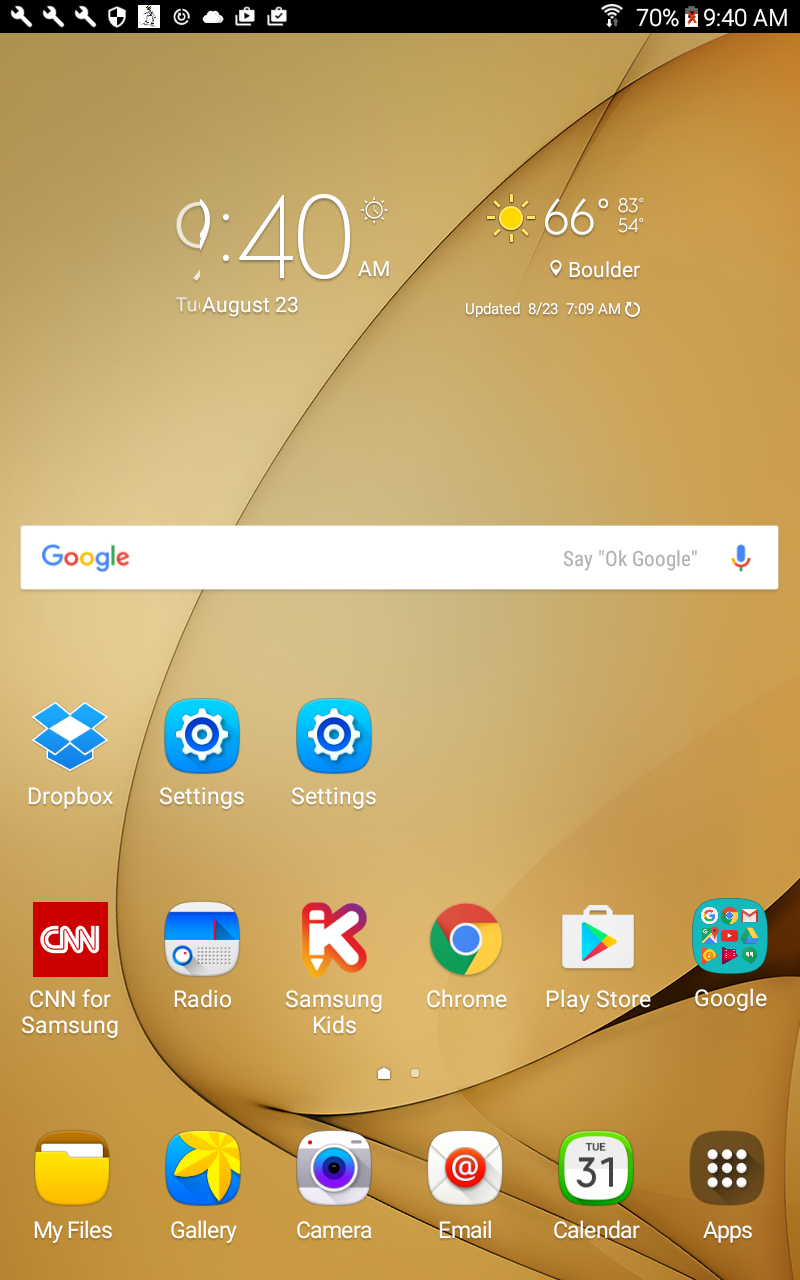 70% 9:40 AM
:40 AM
66° 83°
54°
Boulder
August 23
Updated 8/23 7:09 AM
Google Say "Ok Google"
Dropbox Settings Settings
CNN
CNN for Samsung Radio Samsung Kids Chrome Play Store Google
TUE
31
My Files Gallery Camera Email Calendar Apps